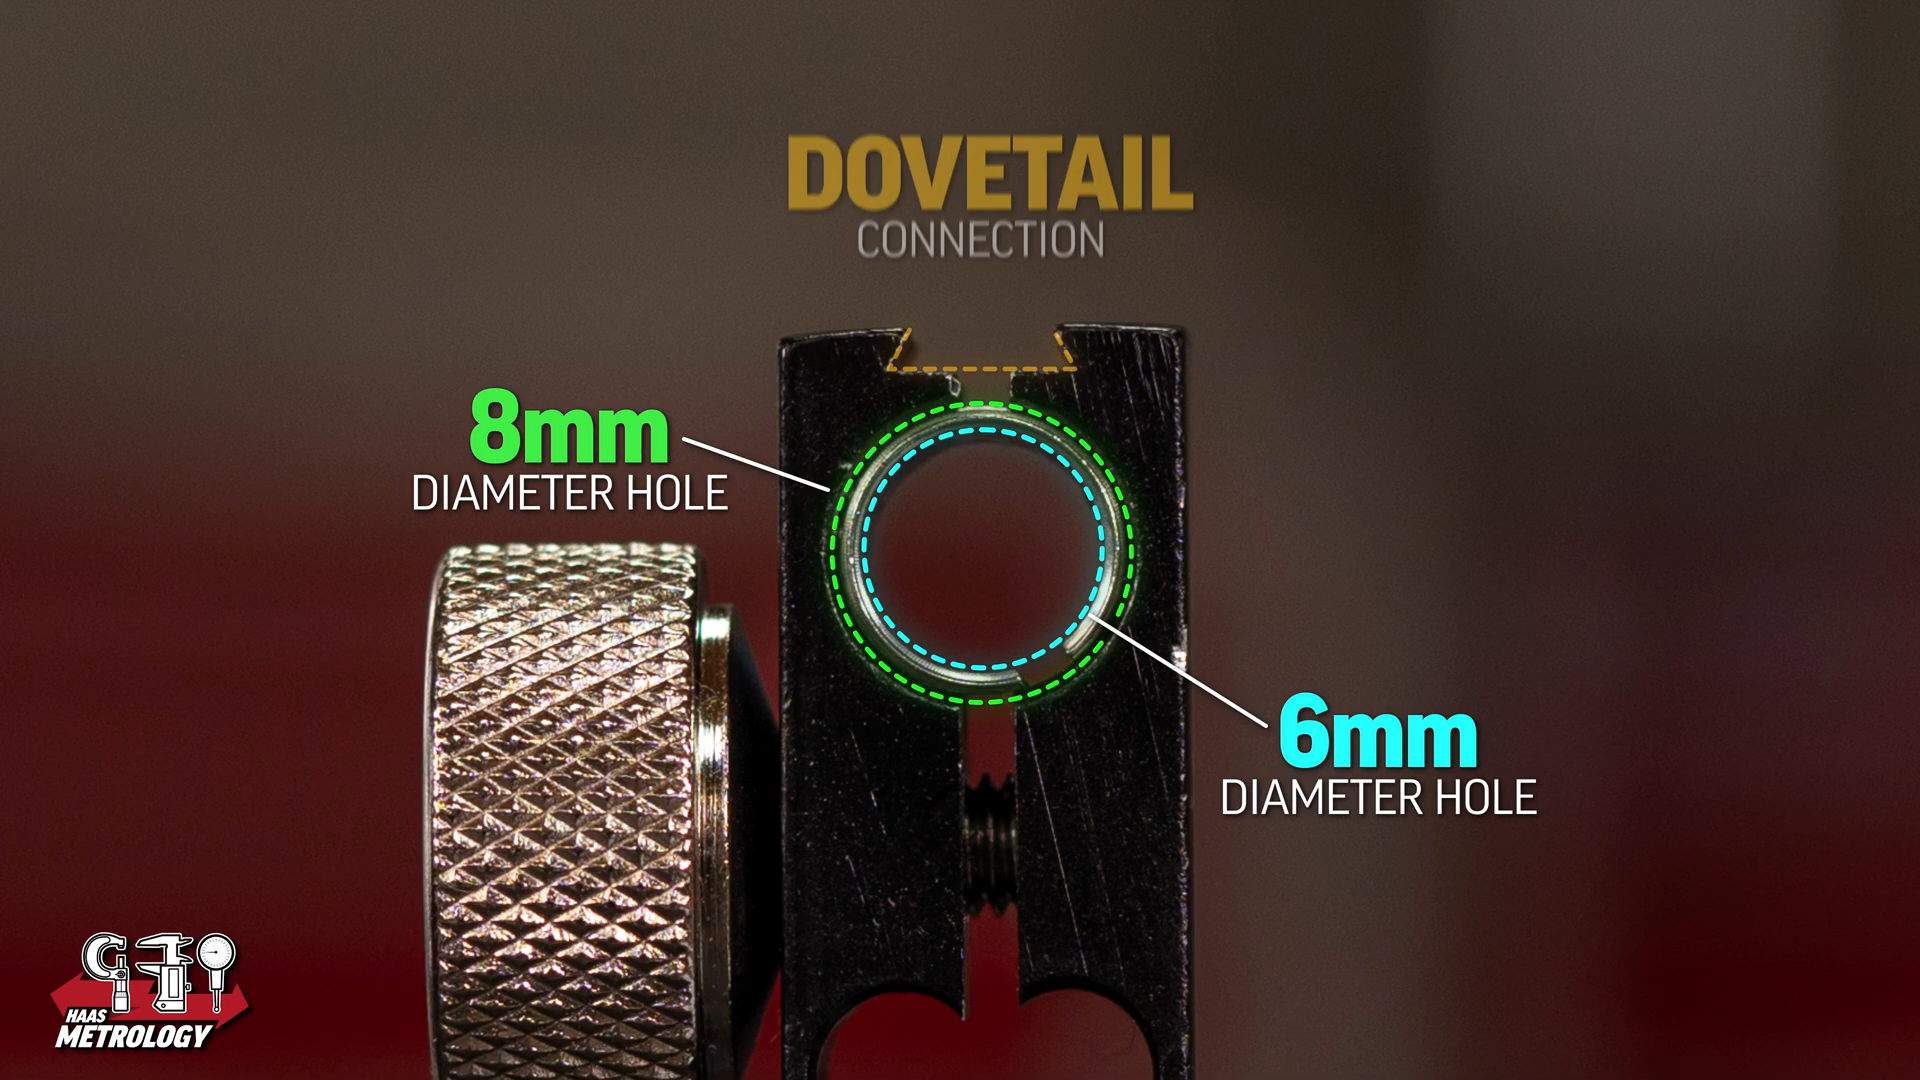 DOVETAIL
CONNECTION
8mm
DIAMETER HOLE
6mm
DIAMETER HOLE
HAAS
METROLOGY